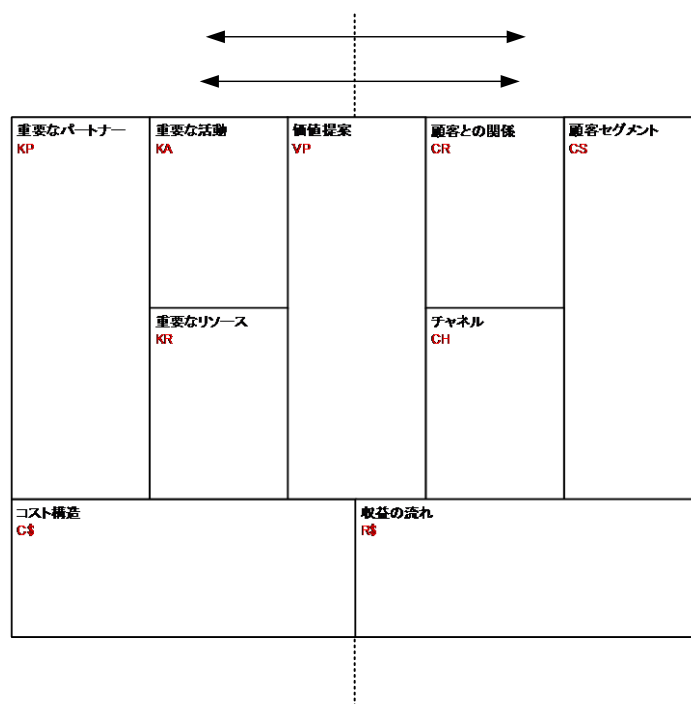 重要なパートナー
KP
重要な活動
KA
価値提案
VP
顧客との関係
CR
顧客セグメント
CS
重要なリソース
KR
チャネル
CH
コスト構造
C$
収益の流れ
R$